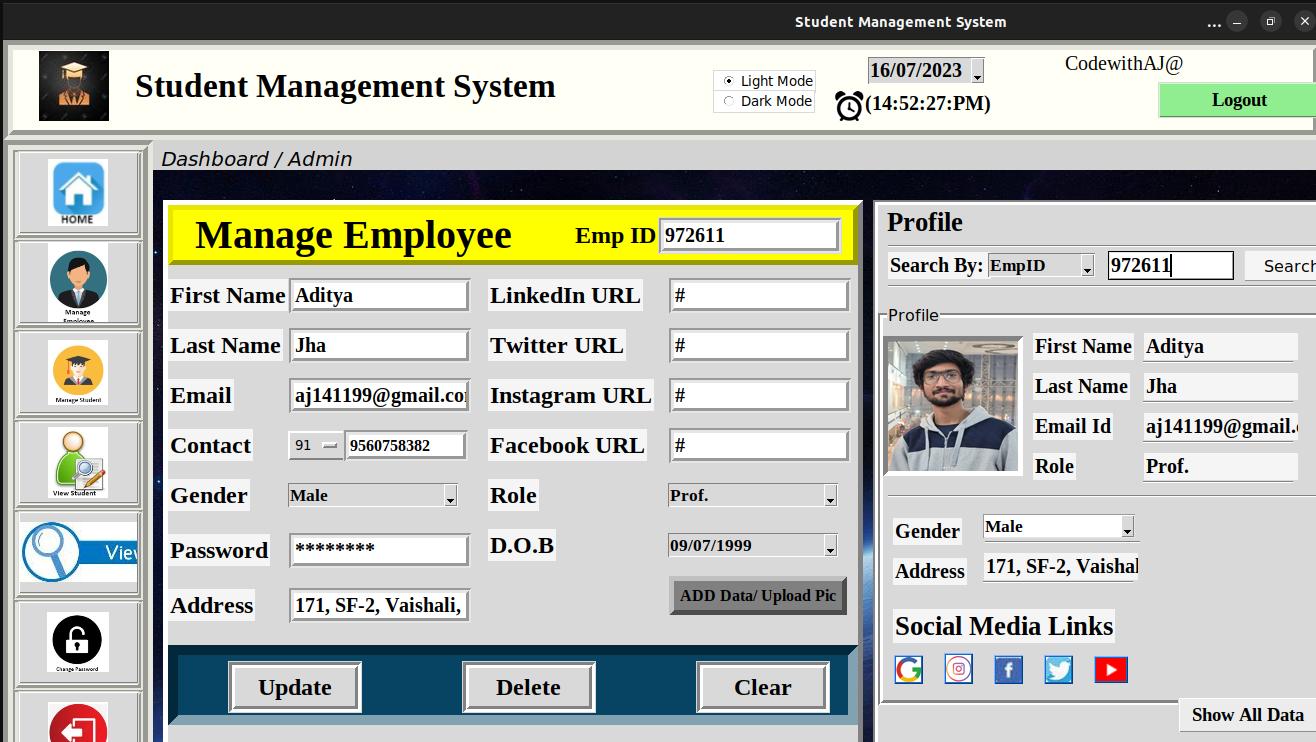 Student Management System
...
Student Management System
Light Mode
Dark Mode
16/07/2023
(14:52:27:PM)
CodewithAJ@
Logout
Dashboard / Admin
HOME
Manage
Employee
Manage Student
View Student
View
Change Password
Manage Employee
Emp ID 972611
First Name Aditya
LinkedIn URL #
Last Name Jha
Twitter URL #
Email aj141199@gmail.co
Instagram URL #
Contact 91 9560758382
Facebook URL #
Gender Male
Role Prof.
Password ********
D.O.B 09/07/1999
Address 171, SF-2, Vaishali,
ADD Data/ Upload Pic
Update
Delete
Clear
Profile
Search By: EmpID 972611 Search
Profile
First Name Aditya
Last Name Jha
Email Id aj141199@gmail.
Role Prof.
Gender Male
Address 171, SF-2, Vaishal
Social Media Links
Show All Data